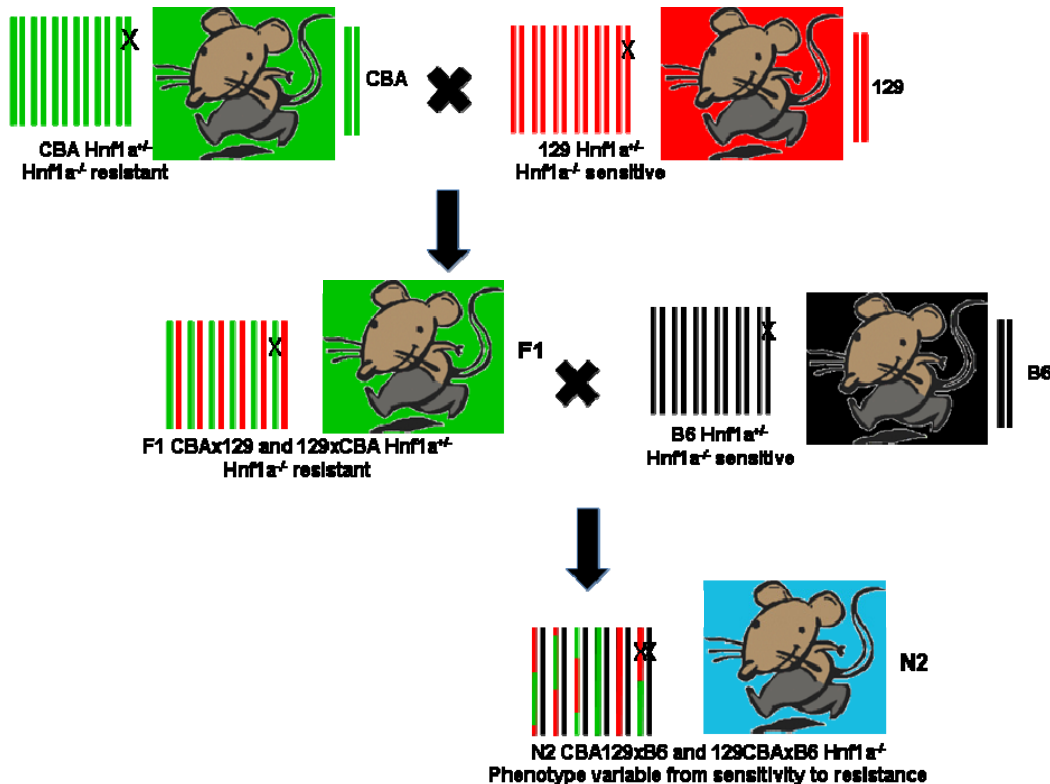 X
CBA
X
129
CBA Hnf1a+/-
Hnf1a-/- resistant
129 Hnf1a+/-
Hnf1a-/- sensitive
X
F1
X
B6
F1 CBAx129 and 129xCBA Hnf1a+/-
Hnf1a-/- resistant
B6 Hnf1a+/-
Hnf1a-/- sensitive
XX
N2
N2 CBA129xB6 and 129CBAxB6 Hnf1a-/-
Phenotype variable from sensitivity to resistance